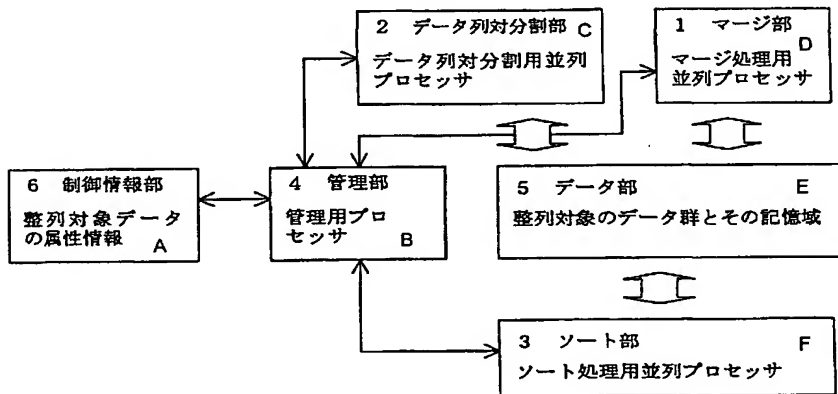 2 データ列対分割部 C
データ列対分割用並列
プロセッサ
1 マージ部
D
マージ処理用
並列プロセッサ
6 制御情報部
整列対象データ
の属性情報 A
4 管理部
管理用プロ
セッサ B
5 データ部 E
整列対象のデータ群とその記憶域
3 ソート部 F
ソート処理用並列プロセッサ